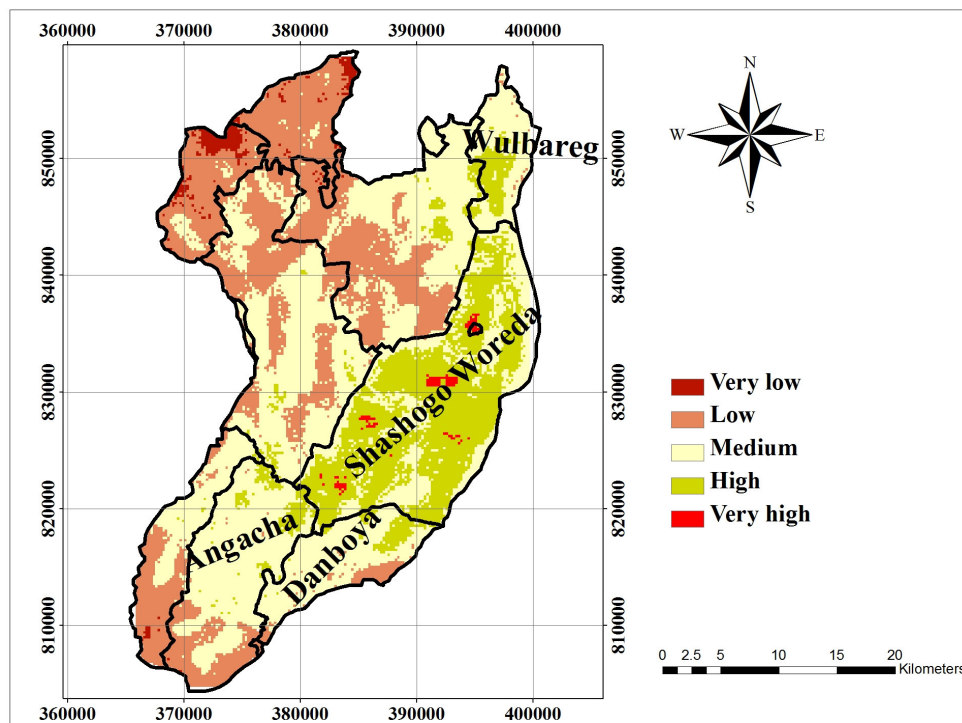 360000 370000 380000 390000 400000
N
W E
S
850000 850000
840000 840000
830000 830000
820000 820000
810000 810000
Wulbareg
Shashogo Woreda
Angacha
Danboya
Very low
Low
Medium
High
Very high
0 2.5 5 10 15 20
Kilometers
360000 370000 380000 390000 400000